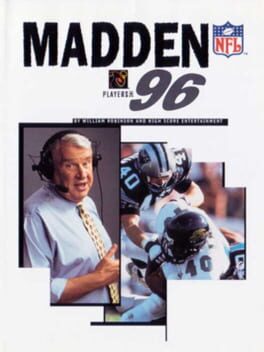 MADDEN
NFL
PLAYERS
96
BY WILLIAM ROBINSON AND HIGH SCORE ENTERTAINMENT
40
40